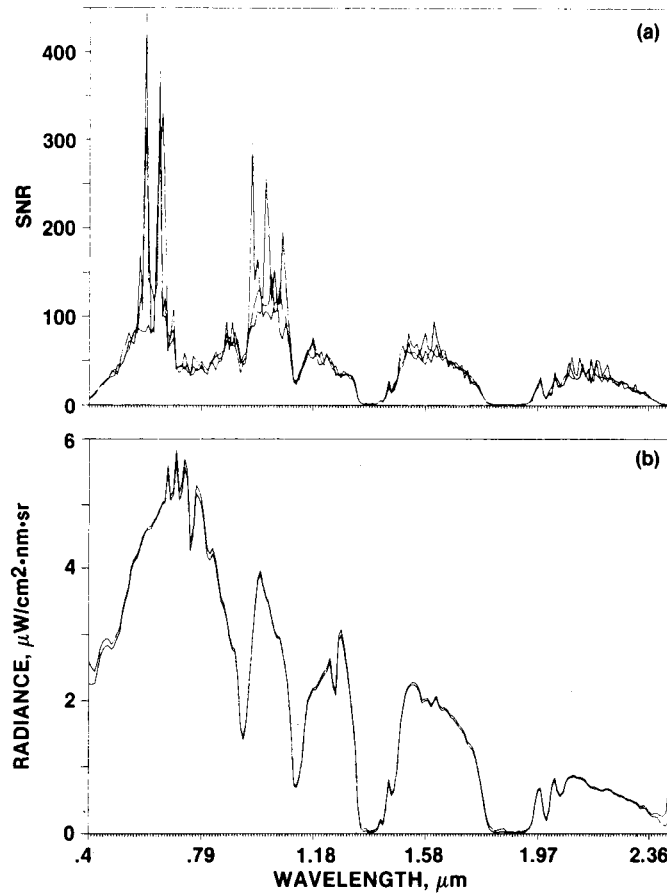 (a)
400
300
200
100
0
SNR
(b)
6
4
2
0
RADIANCE, μW/cm2•nm•sr
.4 .79 1.18 1.58 1.97 2.36
WAVELENGTH, μm